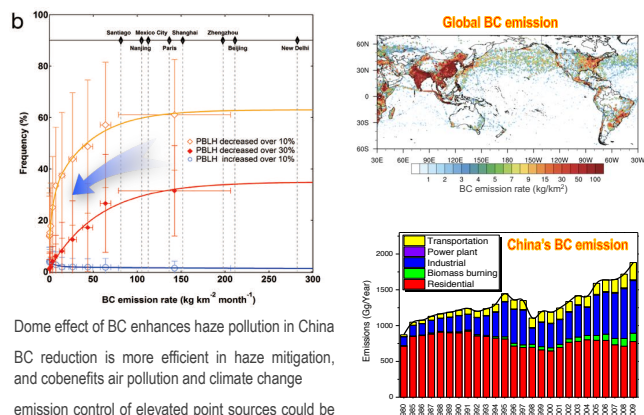 b
Santiago Mexico City Shanghai Zhengzhou
Nanjing Paris Beijing New Delhi
Frequency (%)
100
80
60
40
20
0
PBLH decreased over 10%
PBLH decreased over 30%
PBLH increased over 10%
0 50 100 150 200 250 300
BC emission rate (kg km⁻² month⁻¹)
Dome effect of BC enhances haze pollution in China
BC reduction is more efficient in haze mitigation,
and cobenefits air pollution and climate change
emission control of elevated point sources could be
Global BC emission
60N
30N
0
30S
60S
30E 60E 90E 120E 150E 180 150W 120W 90W 60W 30W
1 2 3 4 5 7 15 30 50 100
BC emission rate (kg/km²)
China's BC emission
Emissions (Gg/Year)
2000
1500
1000
500
0
Transportation
Power plant
Industrial
Biomass burning
Residential